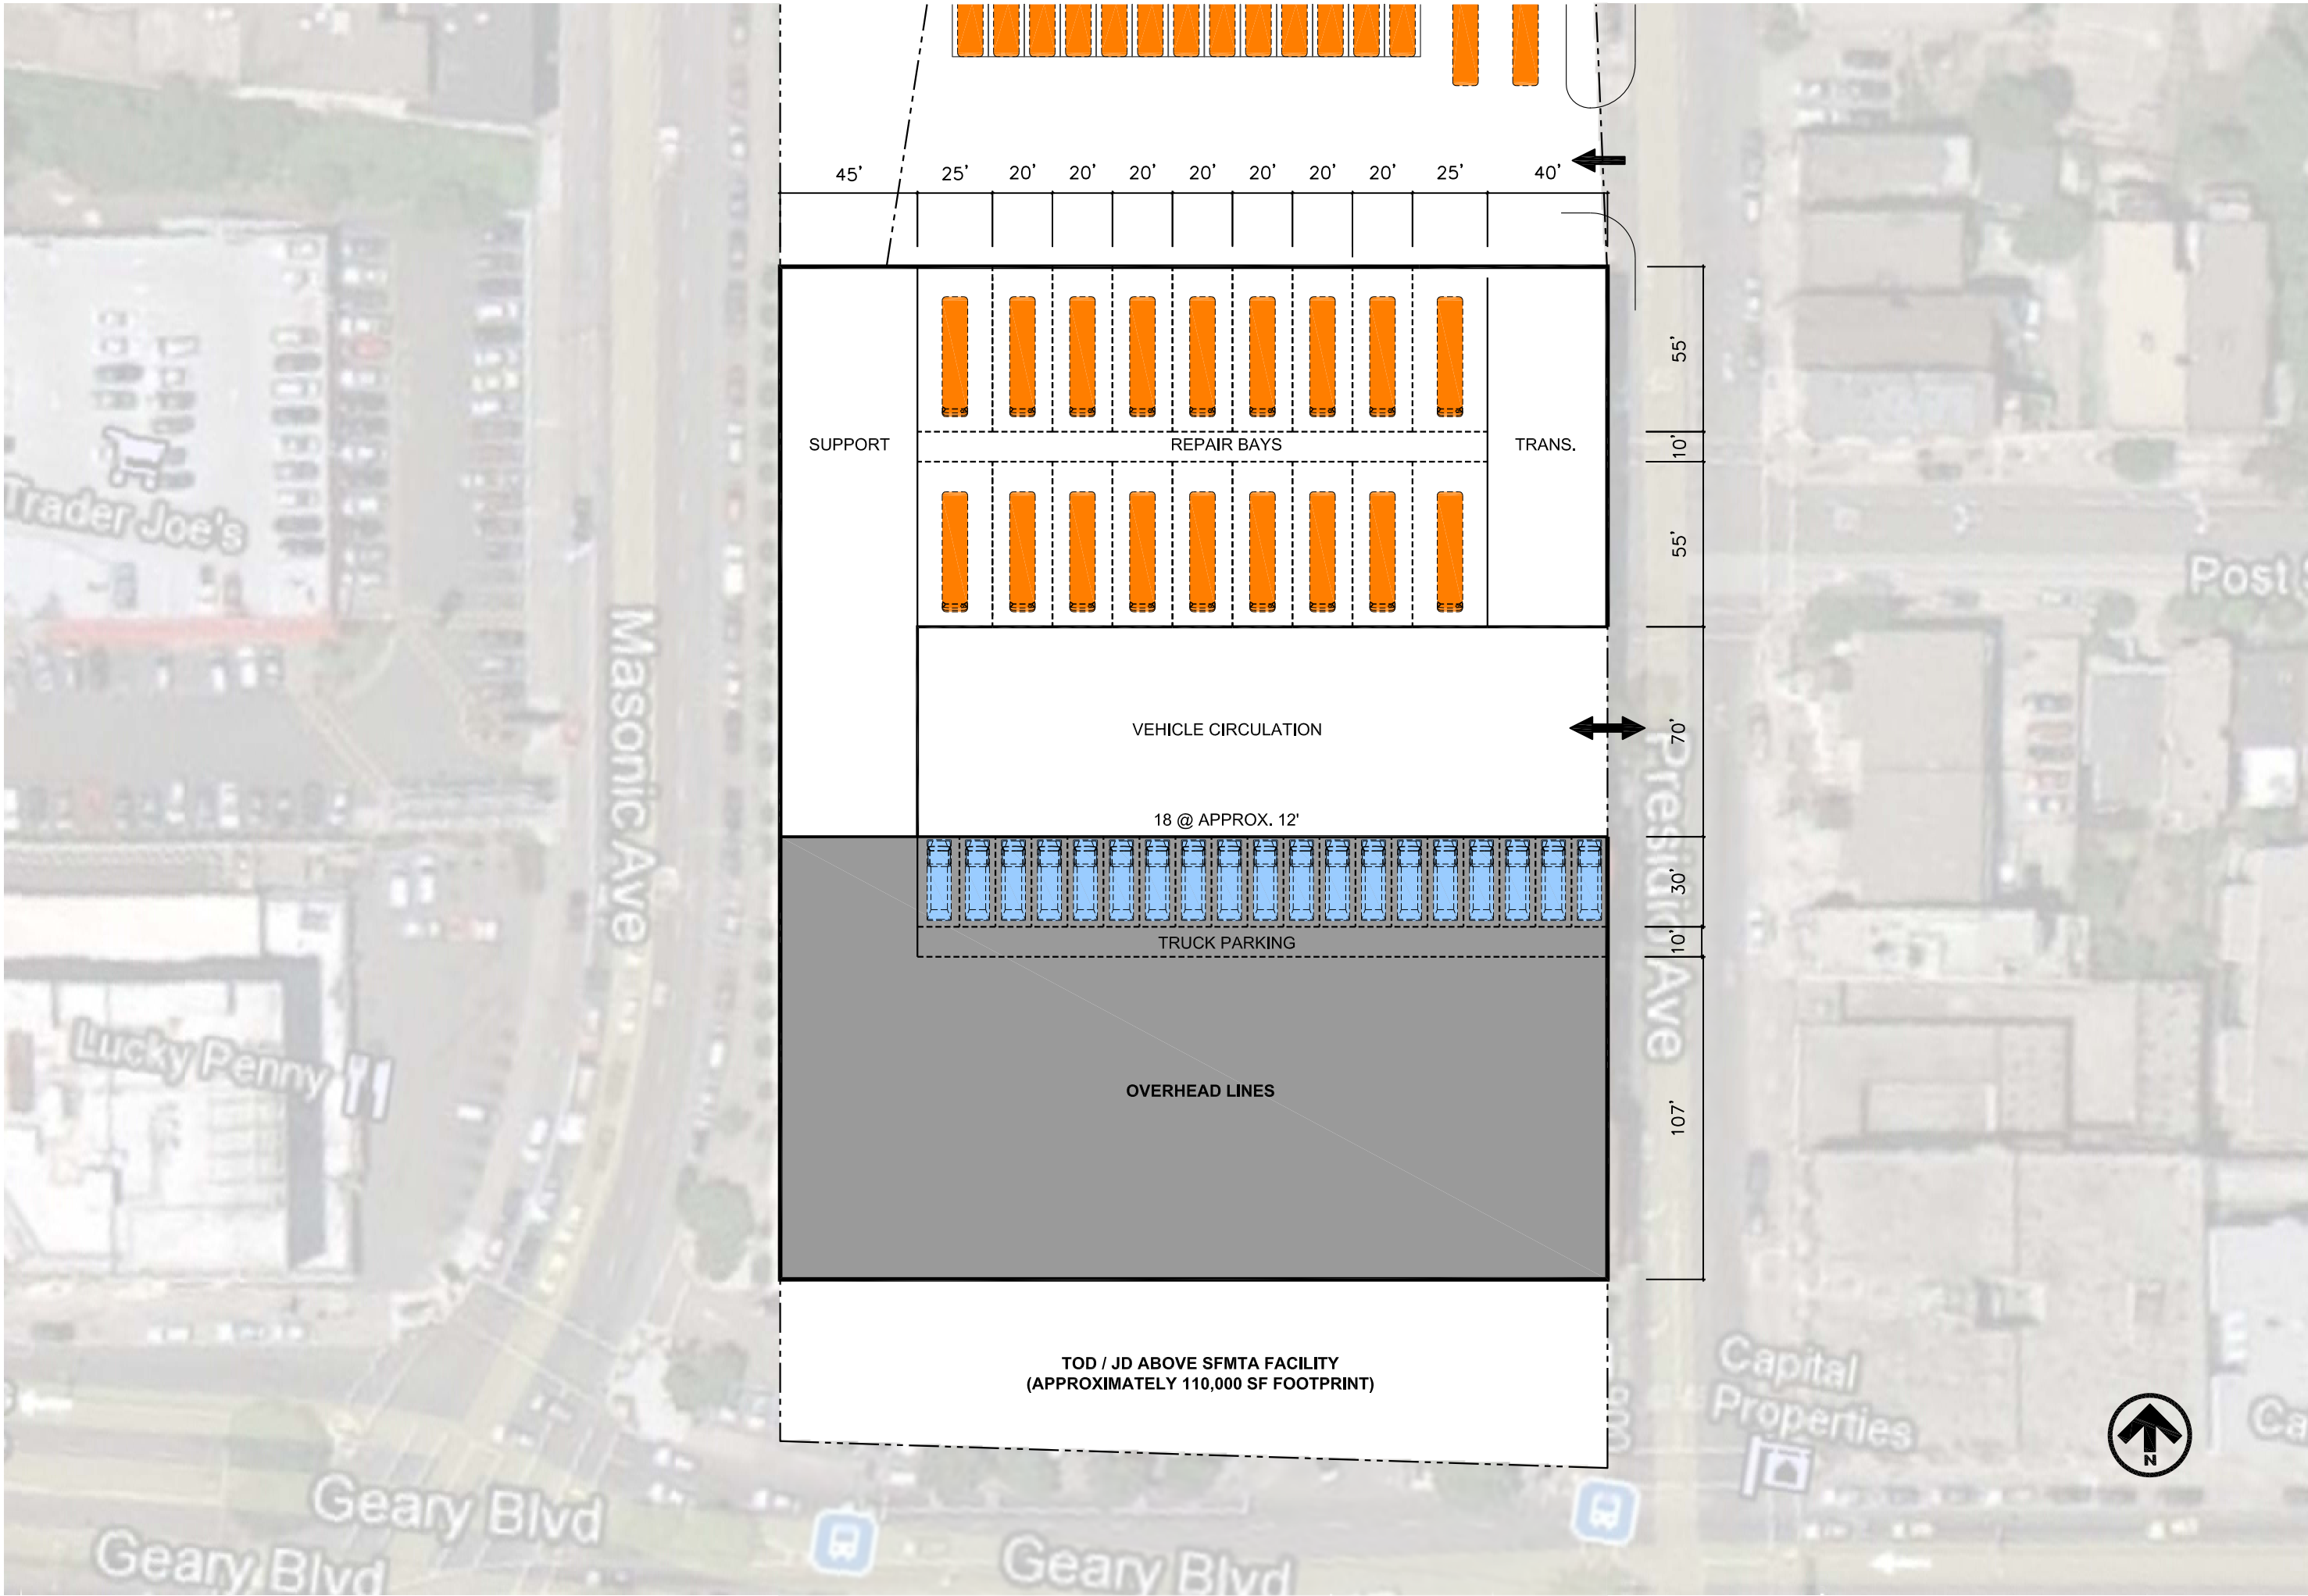 45' 25' 20' 20' 20' 20' 20' 20' 20' 25' 40'
55'
SUPPORT REPAIR BAYS TRANS. 10'
Trader Joe's
55'
Post
Masonic Ave
VEHICLE CIRCULATION
70'
Presidio Ave
18 @ APPROX. 12'
30'
TRUCK PARKING
10'
Lucky Penny
OVERHEAD LINES
107'
TOD / JD ABOVE SFMTA FACILITY
(APPROXIMATELY 110,000 SF FOOTPRINT)
Capital
Properties
Ca
N
Geary Blvd
Geary Blvd
Geary Blvd